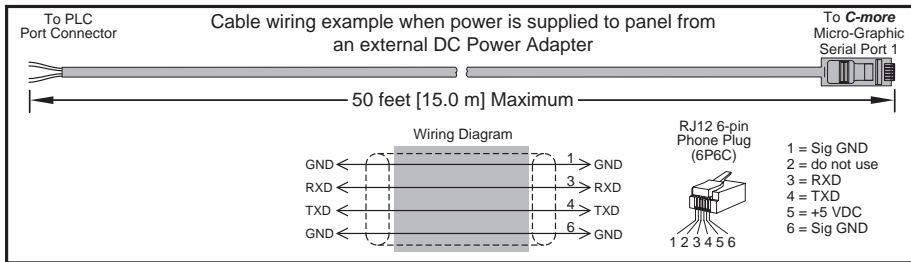 To PLC
Port Connector
Cable wiring example when power is supplied to panel from
an external DC Power Adapter
To C-more
Micro-Graphic
Serial Port 1
50 feet [15.0 m] Maximum
Wiring Diagram
GND 1 GND
RXD 3 RXD
TXD 4 TXD
GND 6 GND
RJ12 6-pin
Phone Plug
(6P6C)
1 2 3 4 5 6
1 = Sig GND
2 = do not use
3 = RXD
4 = TXD
5 = +5 VDC
6 = Sig GND